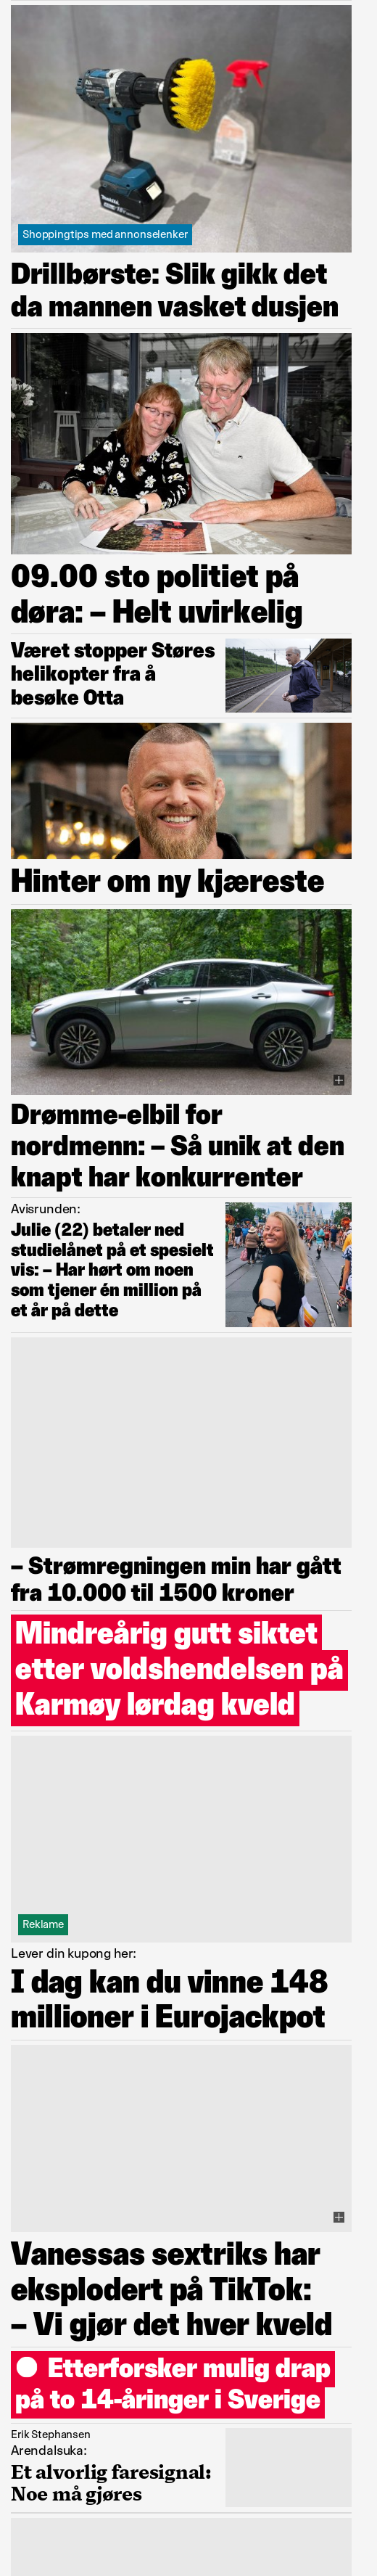 Shoppingtips med annonselenker
Drillbørste: Slik gikk det
da mannen vasket dusjen
09.00 sto politiet på
døra: – Helt uvirkelig
Været stopper Støres
helikopter fra å
besøke Otta
Hinter om ny kjæreste
Drømme-elbil for
nordmenn: – Så unik at den
knapt har konkurrenter
Avisrunden:
Julie (22) betaler ned
studielånet på et spesielt
vis: – Har hørt om noen
som tjener én million på
et år på dette
– Strømregningen min har gått
fra 10.000 til 1500 kroner
Mindreårig gutt siktet
etter voldshendelsen på
Karmøy lørdag kveld
Reklame
Lever din kupong her:
I dag kan du vinne 148
millioner i Eurojackpot
Vanessas sextriks har
eksplodert på TikTok:
– Vi gjør det hver kveld
Etterforsker mulig drap
på to 14-åringer i Sverige
Erik Stephansen
Arendalsuka:
Et alvorlig faresignal:
Noe må gjøres